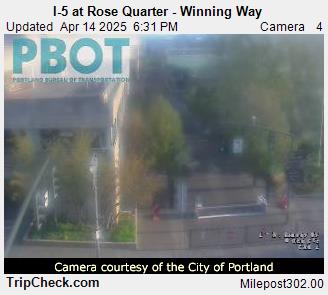 I-5 at Rose Quarter - Winning Way
Updated Apr 14 2025 6:31 PM Camera 4
PBOT
PORTLAND BUREAU OF TRANSPORTATION
Camera courtesy of the City of Portland
TripCheck.com Milepost302.00